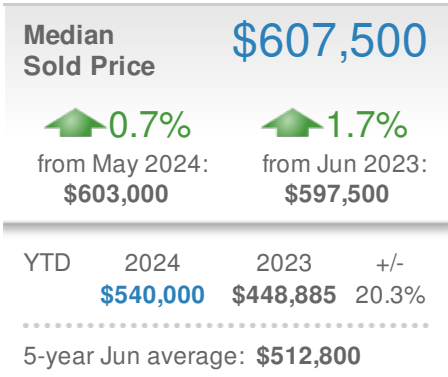 Median $607,500
Sold Price
0.7% 1.7%
from May 2024: from Jun 2023:
$603,000 $597,500
YTD 2024 2023 +/-
$540,000 $448,885 20.3%
5-year Jun average: $512,800